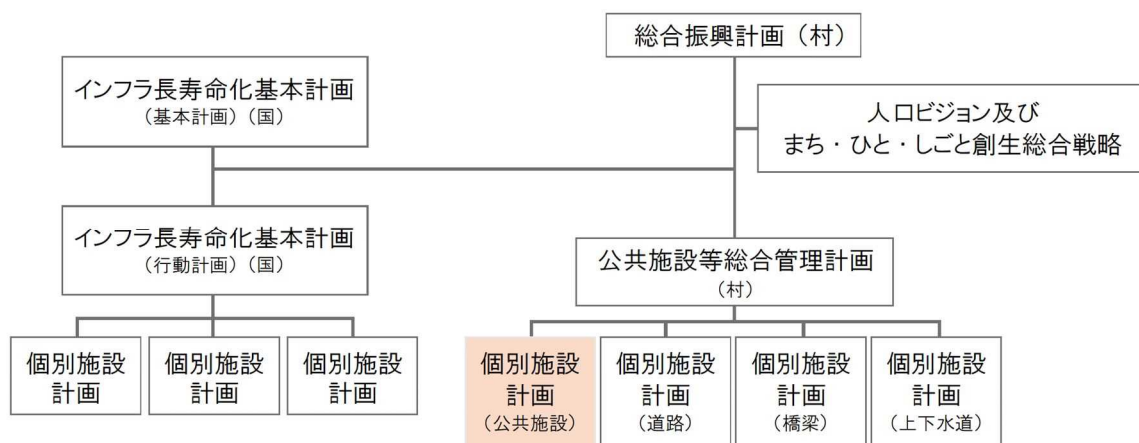 総合振興計画（村）
インフラ長寿命化基本計画
（基本計画）（国）
人口ビジョン及び
まち・ひと・しごと創生総合戦略
インフラ長寿命化基本計画
（行動計画）（国）
公共施設等総合管理計画
（村）
個別施設
計画
個別施設
計画
個別施設
計画
個別施設
計画
（公共施設）
個別施設
計画
（道路）
個別施設
計画
（橋梁）
個別施設
計画
（上下水道）